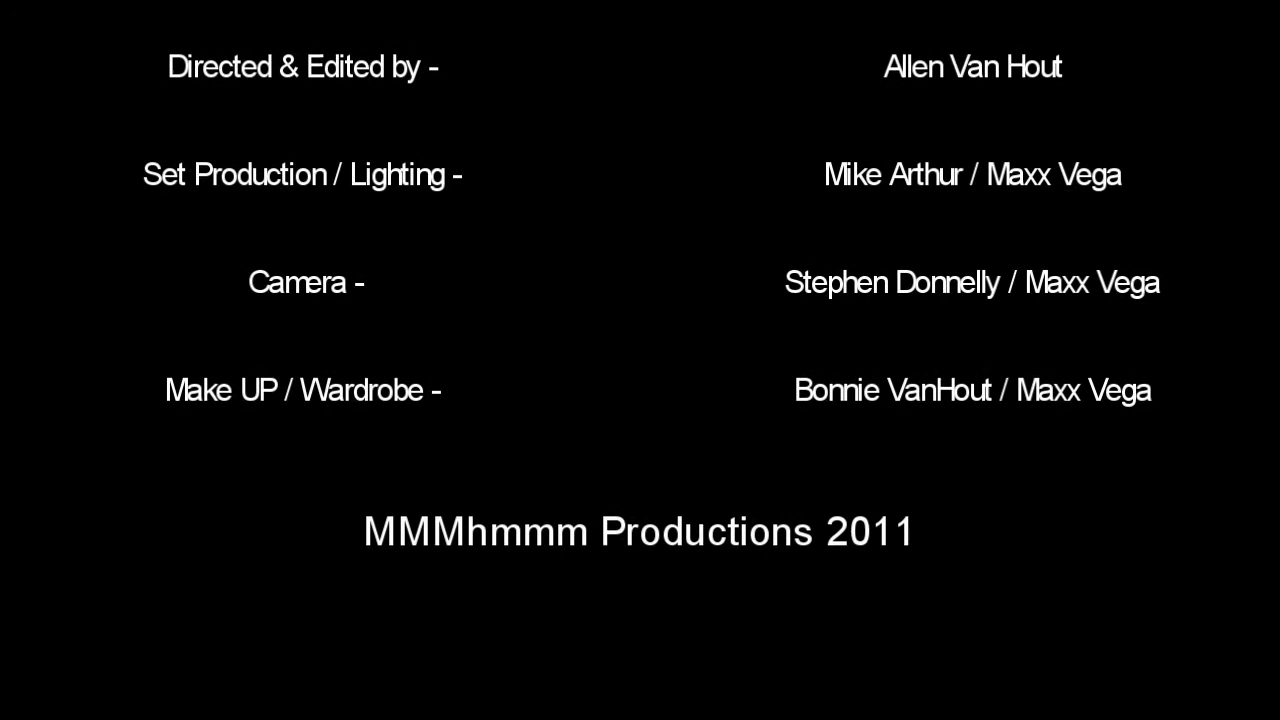 Directed & Edited by - Allen Van Hout
Set Production / Lighting - Mike Arthur / Maxx Vega
Camera - Stephen Donnelly / Maxx Vega
Make UP / Wardrobe - Bonnie VanHout / Maxx Vega
MMMhmmm Productions 2011